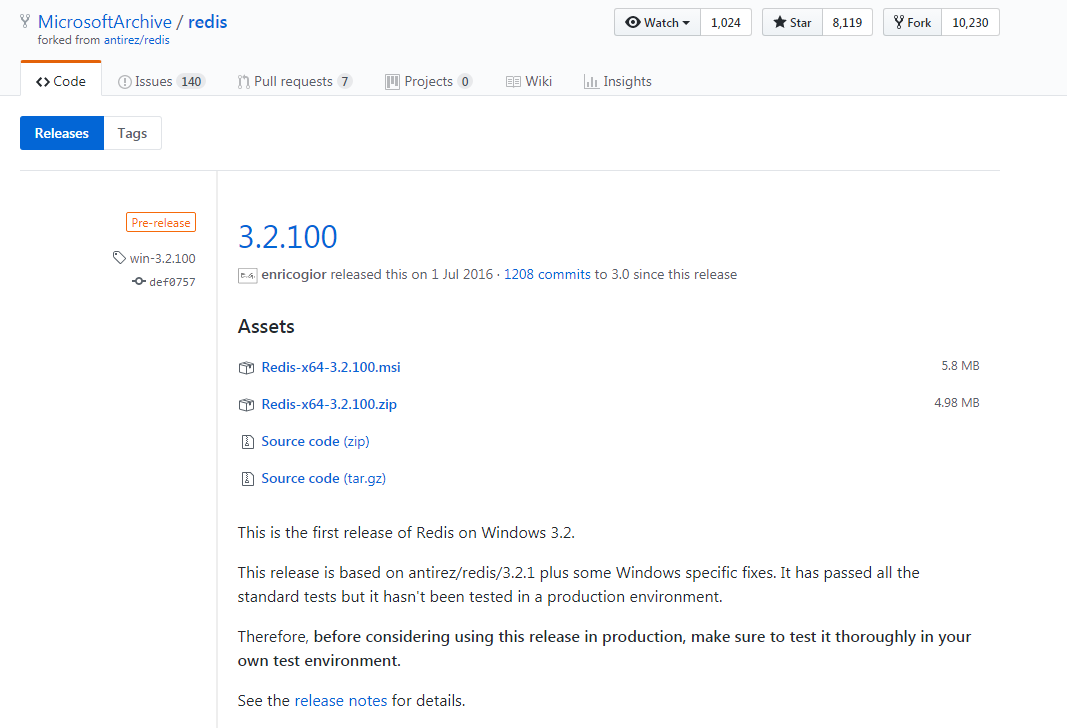 MicrosoftArchive / redis
forked from antirez/redis
Watch 1,024 Star 8,119 Fork 10,230
Code Issues 140 Pull requests 7 Projects 0 Wiki Insights
Releases Tags
Pre-release
win-3.2.100
def0757
3.2.100
enricogior released this on 1 Jul 2016 · 1208 commits to 3.0 since this release
Assets
Redis-x64-3.2.100.msi 5.8 MB
Redis-x64-3.2.100.zip 4.98 MB
Source code (zip)
Source code (tar.gz)
This is the first release of Redis on Windows 3.2.
This release is based on antirez/redis/3.2.1 plus some Windows specific fixes. It has passed all the
standard tests but it hasn't been tested in a production environment.
Therefore, before considering using this release in production, make sure to test it thoroughly in your
own test environment.
See the release notes for details.